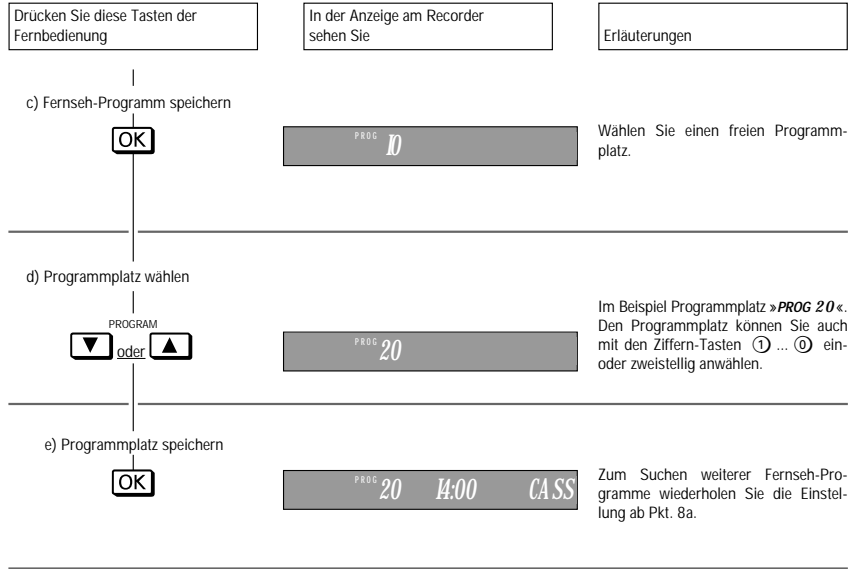 Drücken Sie diese Tasten der
Fernbedienung
In der Anzeige am Recorder
sehen Sie
Erläuterungen
c) Fernseh-Programm speichern
OK
PROG 10
Wählen Sie einen freien Programm-
platz.
d) Programmplatz wählen
PROGRAM
▼ oder ▲
PROG 20
Im Beispiel Programmplatz »PROG 20«.
Den Programmplatz können Sie auch
mit den Ziffern-Tasten ① ... ⓪ ein-
oder zweistellig anwählen.
e) Programmplatz speichern
OK
PROG 20 14:00 CASS
Zum Suchen weiterer Fernseh-Pro-
gramme wiederholen Sie die Einstel-
lung ab Pkt. 8a.